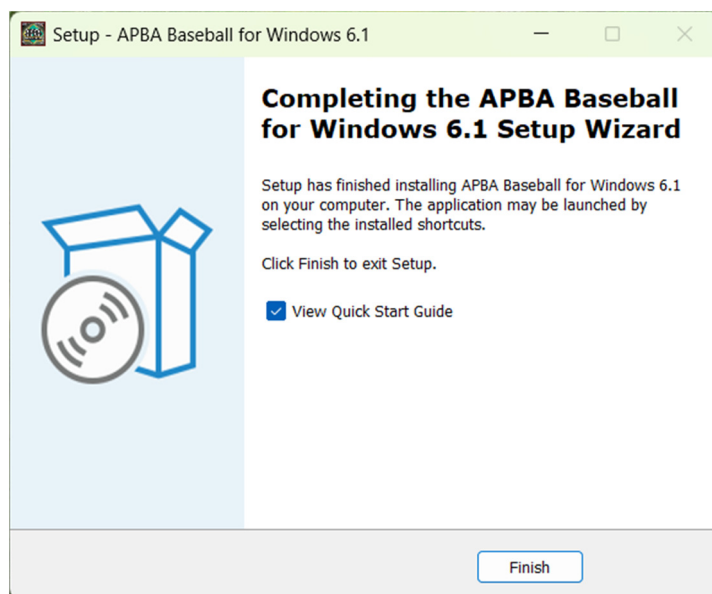 Setup - APBA Baseball for Windows 6.1
Completing the APBA Baseball
for Windows 6.1 Setup Wizard
Setup has finished installing APBA Baseball for Windows 6.1
on your computer. The application may be launched by
selecting the installed shortcuts.
Click Finish to exit Setup.
View Quick Start Guide
Finish